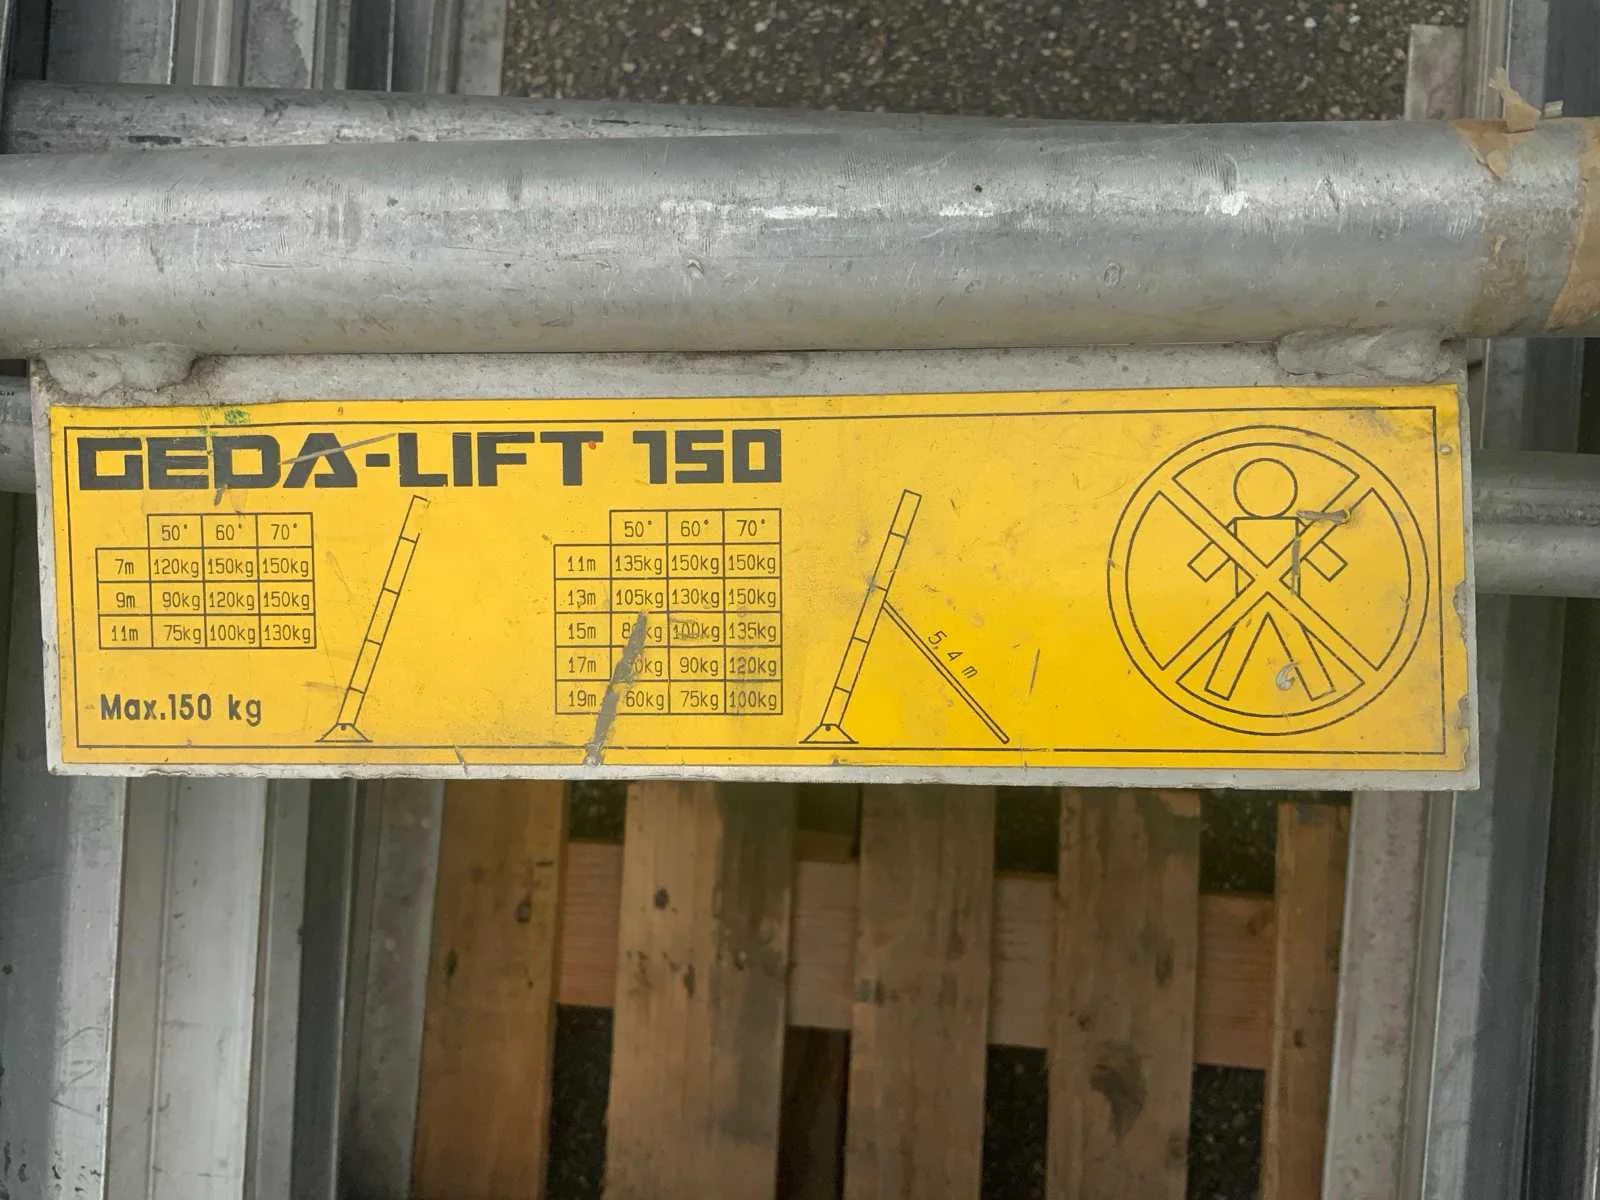 GEDA-LIFT 150
50° 60° 70°
7m 120kg 150kg 150kg
9m 90kg 120kg 150kg
11m 75kg 100kg 130kg
Max.150 kg
50° 60° 70°
11m 135kg 150kg 150kg
13m 105kg 130kg 150kg
15m 100kg 135kg
17m 90kg 120kg
19m 60kg 75kg 100kg
5,4 m